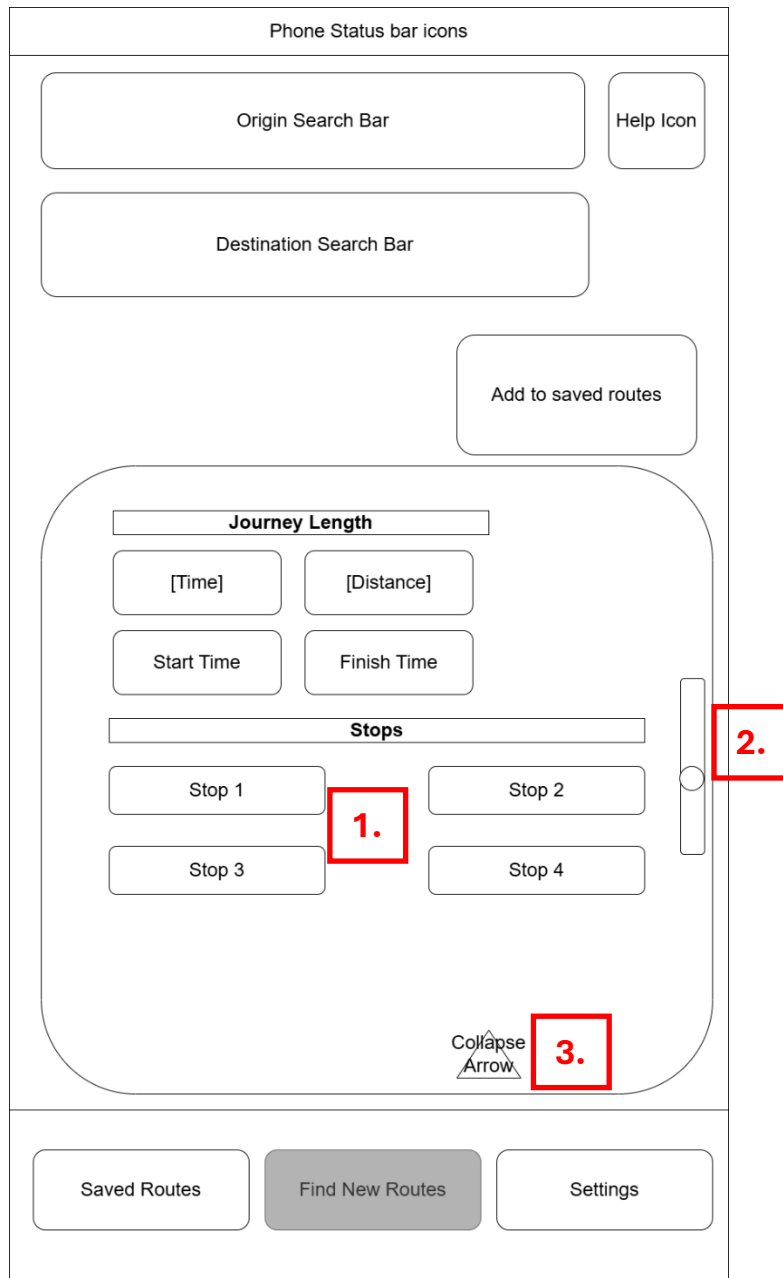 Phone Status bar icons
Origin Search Bar
Help Icon
Destination Search Bar
Add to saved routes
Journey Length
[Time]
[Distance]
Start Time
Finish Time
Stops
2.
Stop 1
Stop 2
1.
Stop 3
Stop 4
Collapse
Arrow
3.
Saved Routes
Find New Routes
Settings